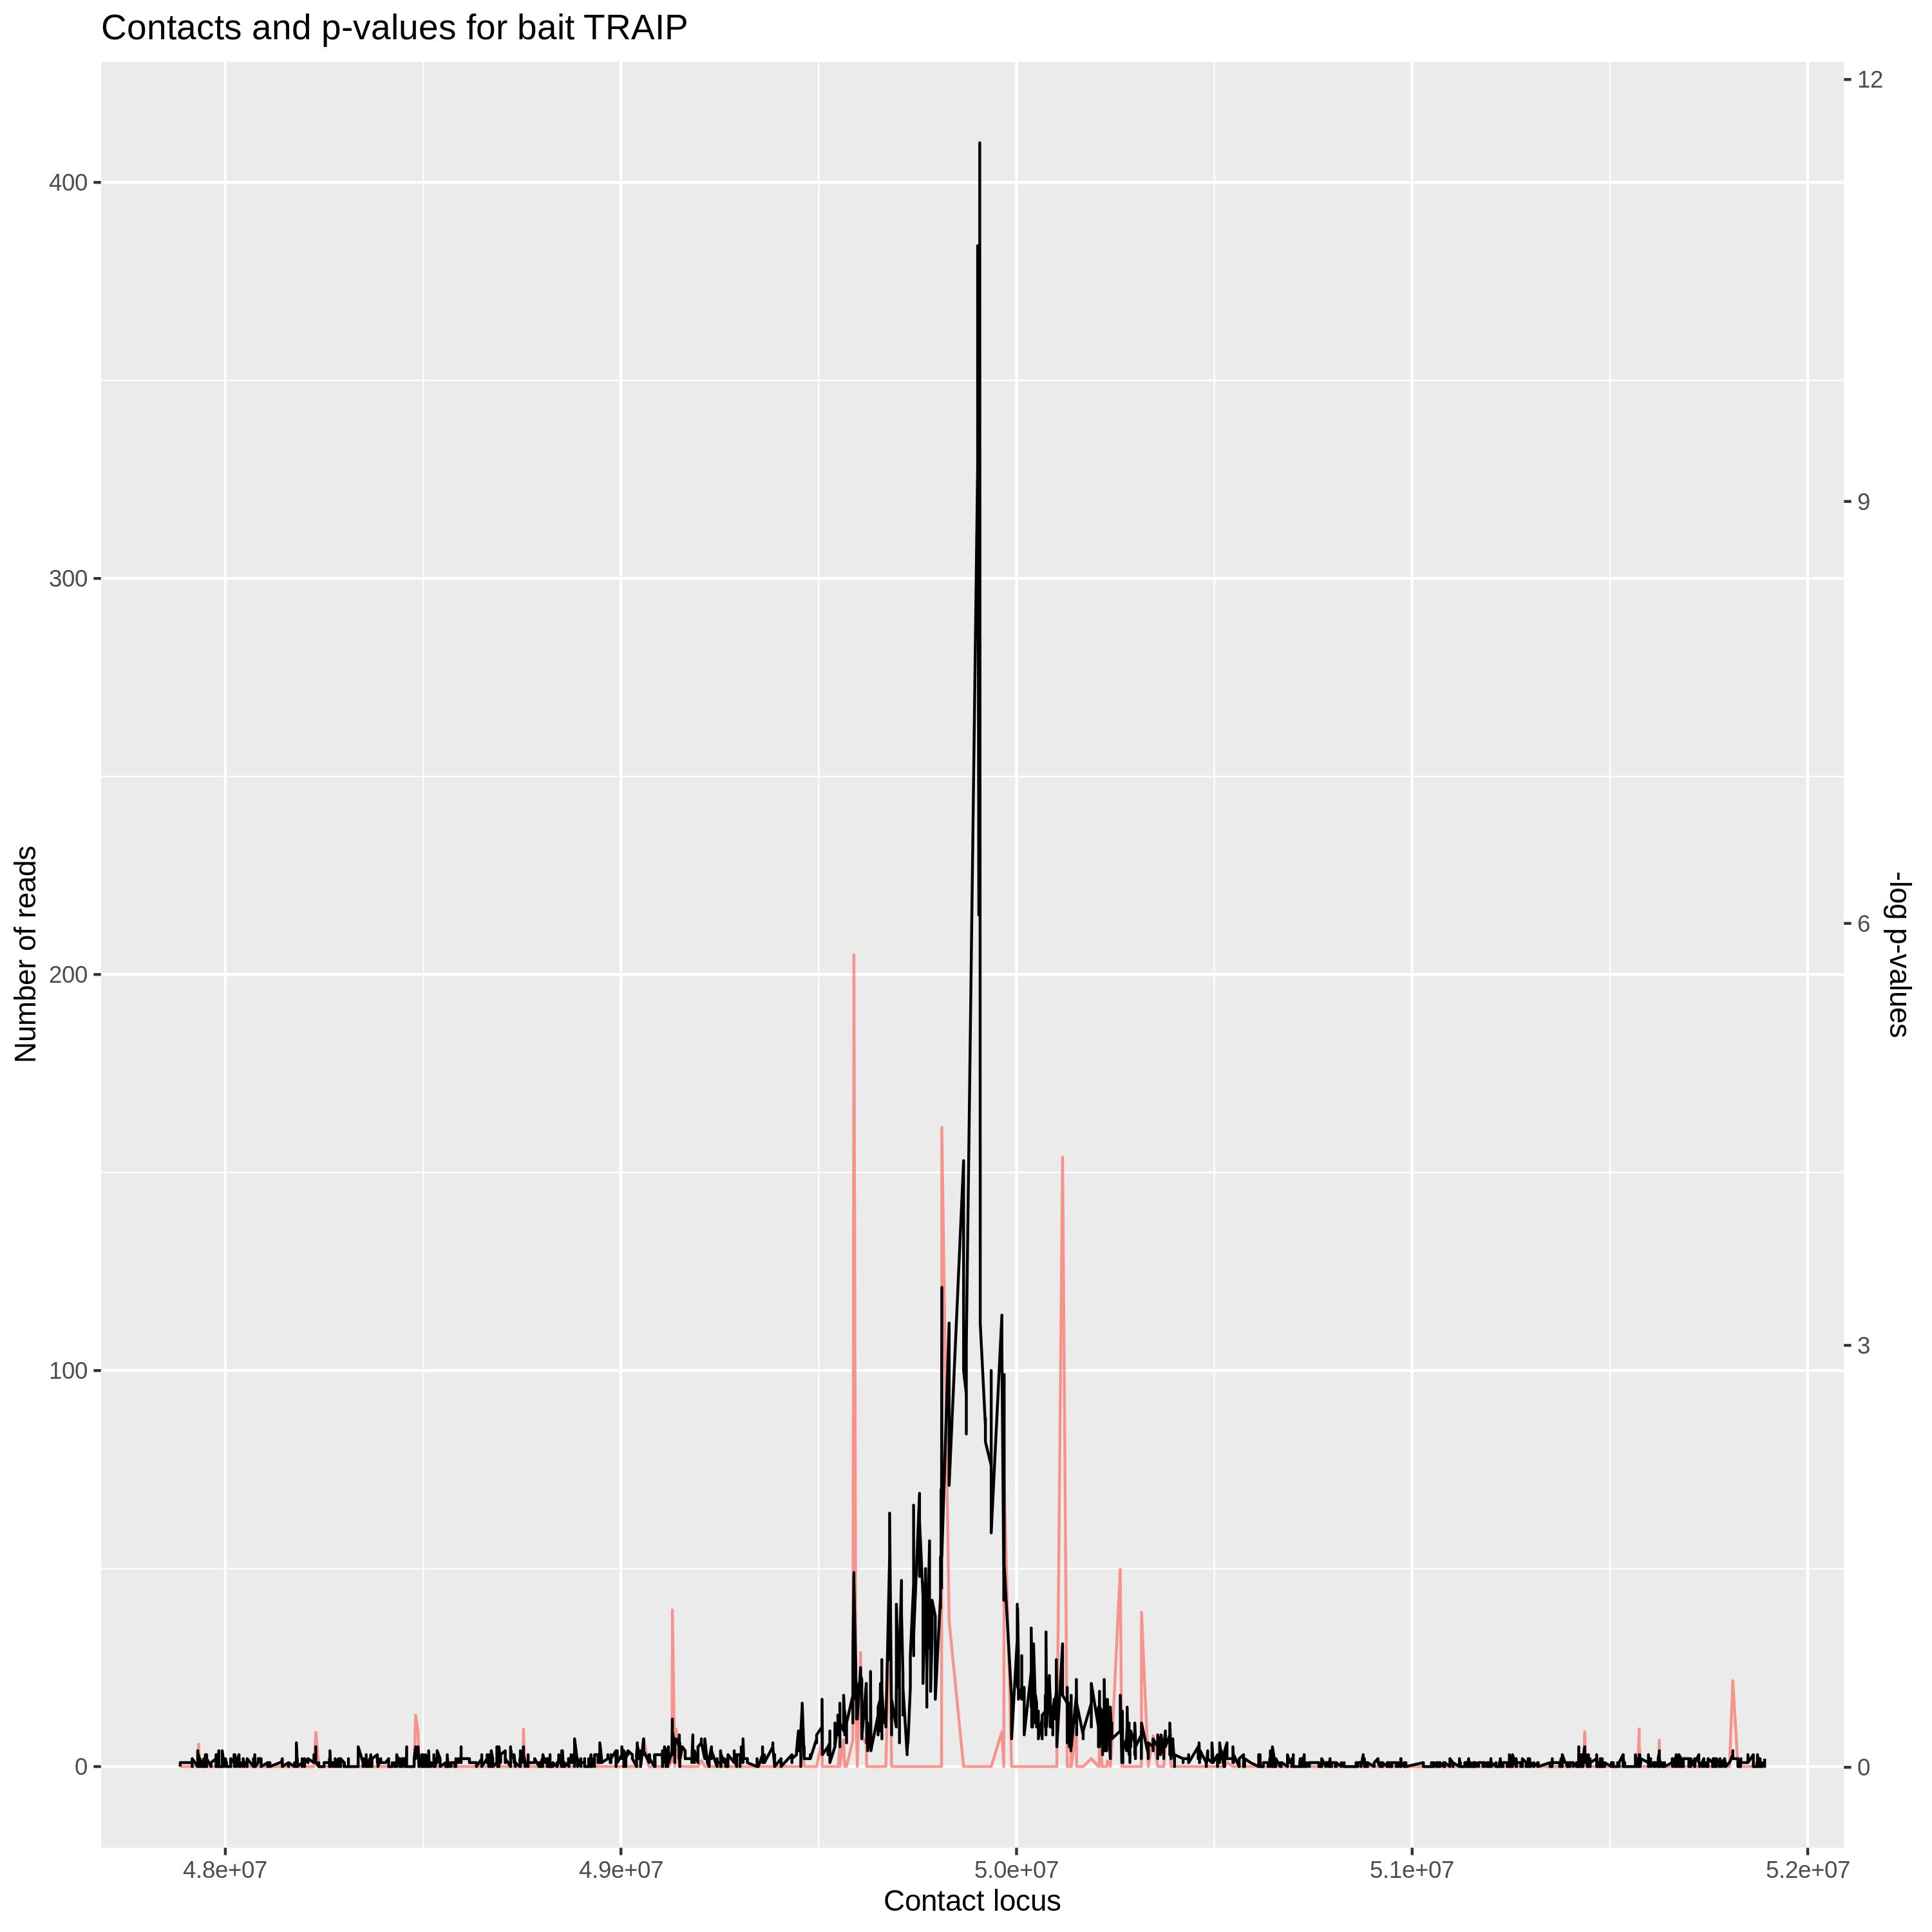 Contacts and p-values for bait TRAIP
12
400
9
300
Number of reads
-log p-values
6
200
3
100
0
0
4.8e+07
4.9e+07
5.0e+07
5.1e+07
5.2e+07
Contact locus